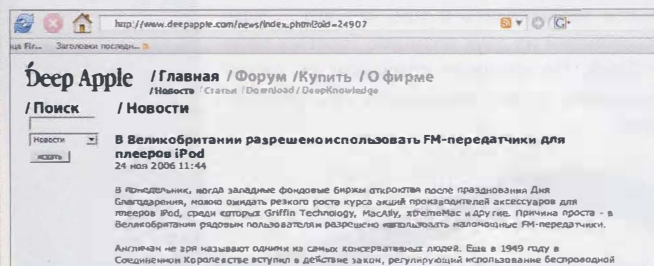 http://www.deepapple.com/news/index.phtml?oid=24907
ица Fir... Заголовки последн...
Deep Apple /Главная /Форум /Купить /О фирме
/Новости /Статьи /Download /DeepKnowledge
/Поиск /Новости
Новости
искать
В Великобритании разрешено использовать FM-передатчики для
плееров iPod
24 ноя 2006 11:44
В понедельник, когда западные фондовые биржы откроются после празднования Дня
Благодарения, можно ожидать резкого роста курса акций производителей аксессуаров для
плееров iPod, среди которых Griffin Technology, MacAlly, xtremeMac и другие. Причина проста - в
Великобритании рядовым пользователям разрешено использовать маломощные FM-передатчики.
Англичан не зря называют одними из самых консервативных людей. Еще в 1949 году в
Соединенном Королевстве вступил в действие закон, регулирующий использование беспроводной